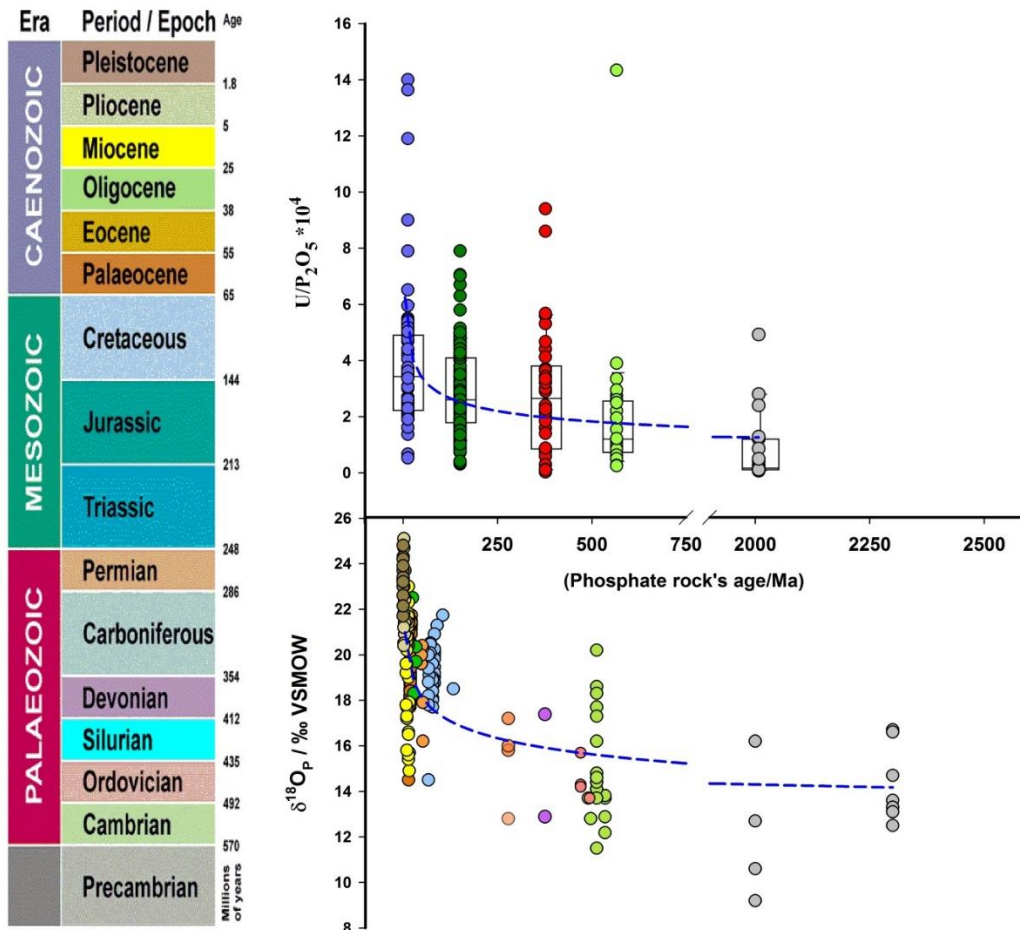 Era Period / Epoch Age
CAENOZOIC
Pleistocene
1.8
Pliocene
5
Miocene
25
Oligocene
38
Eocene
55
Palaeocene
65
MESOZOIC
Cretaceous
144
Jurassic
213
Triassic
248
PALAEOZOIC
Permian
286
Carboniferous
354
Devonian
412
Silurian
435
Ordovician
492
Cambrian
570
Precambrian
Millions
of years
U/P₂O₅ *10⁴
16
14
12
10
8
6
4
2
0
250 500 750 2000 2500
(Phosphate rock's age/Ma)
δ¹⁸Oₚ / ‰ VSMOW
26
24
22
20
18
16
14
12
10
8